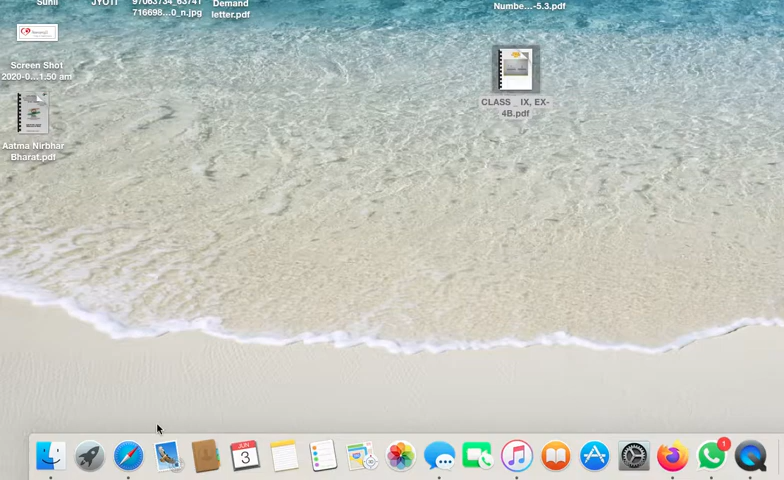 Sunil
JYOTI
97063734_63741
716698...0_n.jpg
Demand
letter.pdf
Numbe...-5.3.pdf
Screen Shot
2020-0...1.50 am
CLASS _ IX, EX-
4B.pdf
Aatma Nirbhar
Bharat.pdf
JUN
3
1